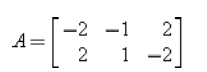 A = [ −2 −1 2
2 1 −2 ]